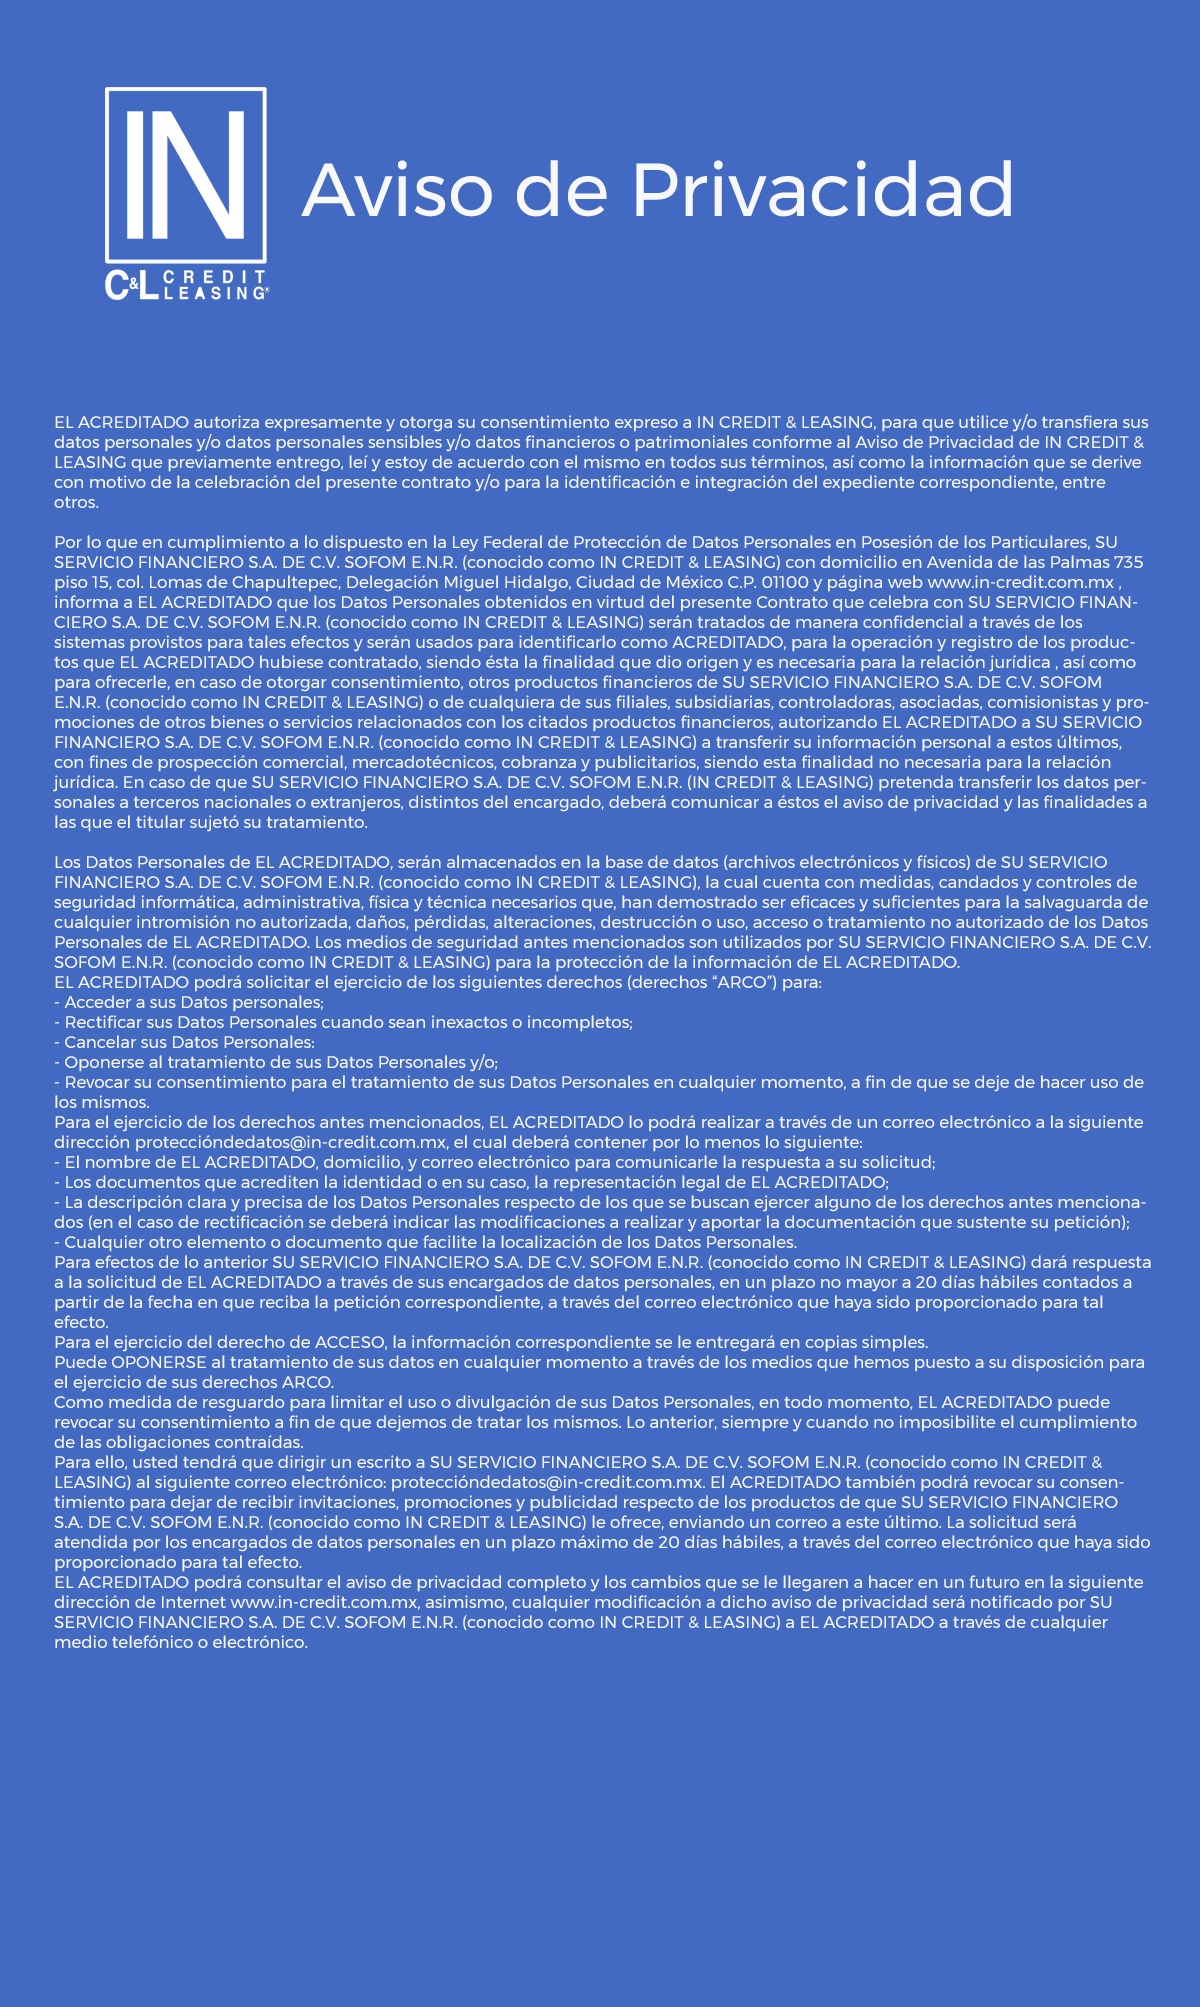 IN
C&L CREDIT
LEASING®
Aviso de Privacidad
EL ACREDITADO autoriza expresamente y otorga su consentimiento expreso a IN CREDIT & LEASING, para que utilice y/o transfiera sus
datos personales y/o datos personales sensibles y/o datos financieros o patrimoniales conforme al Aviso de Privacidad de IN CREDIT &
LEASING que previamente entrego, leí y estoy de acuerdo con el mismo en todos sus términos, así como la información que se derive
con motivo de la celebración del presente contrato y/o para la identificación e integración del expediente correspondiente, entre
otros.
Por lo que en cumplimiento a lo dispuesto en la Ley Federal de Protección de Datos Personales en Posesión de los Particulares, SU
SERVICIO FINANCIERO S.A. DE C.V. SOFOM E.N.R. (conocido como IN CREDIT & LEASING) con domicilio en Avenida de las Palmas 735
piso 15, col. Lomas de Chapultepec, Delegación Miguel Hidalgo, Ciudad de México C.P. 01100 y página web www.in-credit.com.mx ,
informa a EL ACREDITADO que los Datos Personales obtenidos en virtud del presente Contrato que celebra con SU SERVICIO FINAN-
CIERO S.A. DE C.V. SOFOM E.N.R. (conocido como IN CREDIT & LEASING) serán tratados de manera confidencial a través de los
sistemas provistos para tales efectos y serán usados para identificarlo como ACREDITADO, para la operación y registro de los produc-
tos que EL ACREDITADO hubiese contratado, siendo ésta la finalidad que dio origen y es necesaria para la relación jurídica , así como
para ofrecerle, en caso de otorgar consentimiento, otros productos financieros de SU SERVICIO FINANCIERO S.A. DE C.V. SOFOM
E.N.R. (conocido como IN CREDIT & LEASING) o de cualquiera de sus filiales, subsidiarias, controladoras, asociadas, comisionistas y pro-
mociones de otros bienes o servicios relacionados con los citados productos financieros, autorizando EL ACREDITADO a SU SERVICIO
FINANCIERO S.A. DE C.V. SOFOM E.N.R. (conocido como IN CREDIT & LEASING) a transferir su información personal a estos últimos,
con fines de prospección comercial, mercadotécnicos, cobranza y publicitarios, siendo esta finalidad no necesaria para la relación
jurídica. En caso de que SU SERVICIO FINANCIERO S.A. DE C.V. SOFOM E.N.R. (IN CREDIT & LEASING) pretenda transferir los datos per-
sonales a terceros nacionales o extranjeros, distintos del encargado, deberá comunicar a éstos el aviso de privacidad y las finalidades a
las que el titular sujetó su tratamiento.
Los Datos Personales de EL ACREDITADO, serán almacenados en la base de datos (archivos electrónicos y físicos) de SU SERVICIO
FINANCIERO S.A. DE C.V. SOFOM E.N.R. (conocido como IN CREDIT & LEASING), la cual cuenta con medidas, candados y controles de
seguridad informática, administrativa, física y técnica necesarios que, han demostrado ser eficaces y suficientes para la salvaguarda de
cualquier intromisión no autorizada, daños, pérdidas, alteraciones, destrucción o uso, acceso o tratamiento no autorizado de los Datos
Personales de EL ACREDITADO. Los medios de seguridad antes mencionados son utilizados por SU SERVICIO FINANCIERO S.A. DE C.V.
SOFOM E.N.R. (conocido como IN CREDIT & LEASING) para la protección de la información de EL ACREDITADO.
EL ACREDITADO podrá solicitar el ejercicio de los siguientes derechos (derechos “ARCO”) para:
- Acceder a sus Datos personales;
- Rectificar sus Datos Personales cuando sean inexactos o incompletos;
- Cancelar sus Datos Personales:
- Oponerse al tratamiento de sus Datos Personales y/o;
- Revocar su consentimiento para el tratamiento de sus Datos Personales en cualquier momento, a fin de que se deje de hacer uso de
los mismos.
Para el ejercicio de los derechos antes mencionados, EL ACREDITADO lo podrá realizar a través de un correo electrónico a la siguiente
dirección proteccióndedatos@in-credit.com.mx, el cual deberá contener por lo menos lo siguiente:
- El nombre de EL ACREDITADO, domicilio, y correo electrónico para comunicarle la respuesta a su solicitud;
- Los documentos que acrediten la identidad o en su caso, la representación legal de EL ACREDITADO;
- La descripción clara y precisa de los Datos Personales respecto de los que se buscan ejercer alguno de los derechos antes menciona-
dos (en el caso de rectificación se deberá indicar las modificaciones a realizar y aportar la documentación que sustente su petición);
- Cualquier otro elemento o documento que facilite la localización de los Datos Personales.
Para efectos de lo anterior SU SERVICIO FINANCIERO S.A. DE C.V. SOFOM E.N.R. (conocido como IN CREDIT & LEASING) dará respuesta
a la solicitud de EL ACREDITADO a través de sus encargados de datos personales, en un plazo no mayor a 20 días hábiles contados a
partir de la fecha en que reciba la petición correspondiente, a través del correo electrónico que haya sido proporcionado para tal
efecto.
Para el ejercicio del derecho de ACCESO, la información correspondiente se le entregará en copias simples.
Puede OPONERSE al tratamiento de sus datos en cualquier momento a través de los medios que hemos puesto a su disposición para
el ejercicio de sus derechos ARCO.
Como medida de resguardo para limitar el uso o divulgación de sus Datos Personales, en todo momento, EL ACREDITADO puede
revocar su consentimiento a fin de que dejemos de tratar los mismos. Lo anterior, siempre y cuando no imposibilite el cumplimiento
de las obligaciones contraídas.
Para ello, usted tendrá que dirigir un escrito a SU SERVICIO FINANCIERO S.A. DE C.V. SOFOM E.N.R. (conocido como IN CREDIT &
LEASING) al siguiente correo electrónico: proteccióndedatos@in-credit.com.mx. El ACREDITADO también podrá revocar su consen-
timiento para dejar de recibir invitaciones, promociones y publicidad respecto de los productos de que SU SERVICIO FINANCIERO
S.A. DE C.V. SOFOM E.N.R. (conocido como IN CREDIT & LEASING) le ofrece, enviando un correo a este último. La solicitud será
atendida por los encargados de datos personales en un plazo máximo de 20 días hábiles, a través del correo electrónico que haya sido
proporcionado para tal efecto.
EL ACREDITADO podrá consultar el aviso de privacidad completo y los cambios que se le llegaren a hacer en un futuro en la siguiente
dirección de Internet www.in-credit.com.mx, asimismo, cualquier modificación a dicho aviso de privacidad será notificado por SU
SERVICIO FINANCIERO S.A. DE C.V. SOFOM E.N.R. (conocido como IN CREDIT & LEASING) a EL ACREDITADO a través de cualquier
medio telefónico o electrónico.